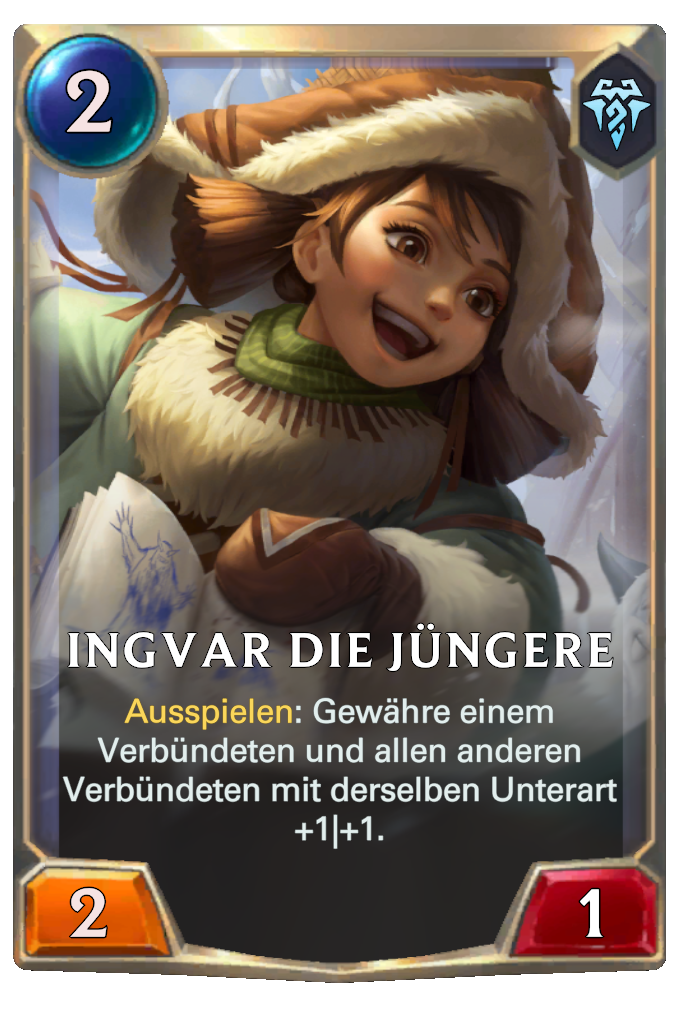 2
INGVAR DIE JÜNGERE
Ausspielen: Gewähre einem
Verbündeten und allen anderen
Verbündeten mit derselben Unterart
+1|+1.
2
1